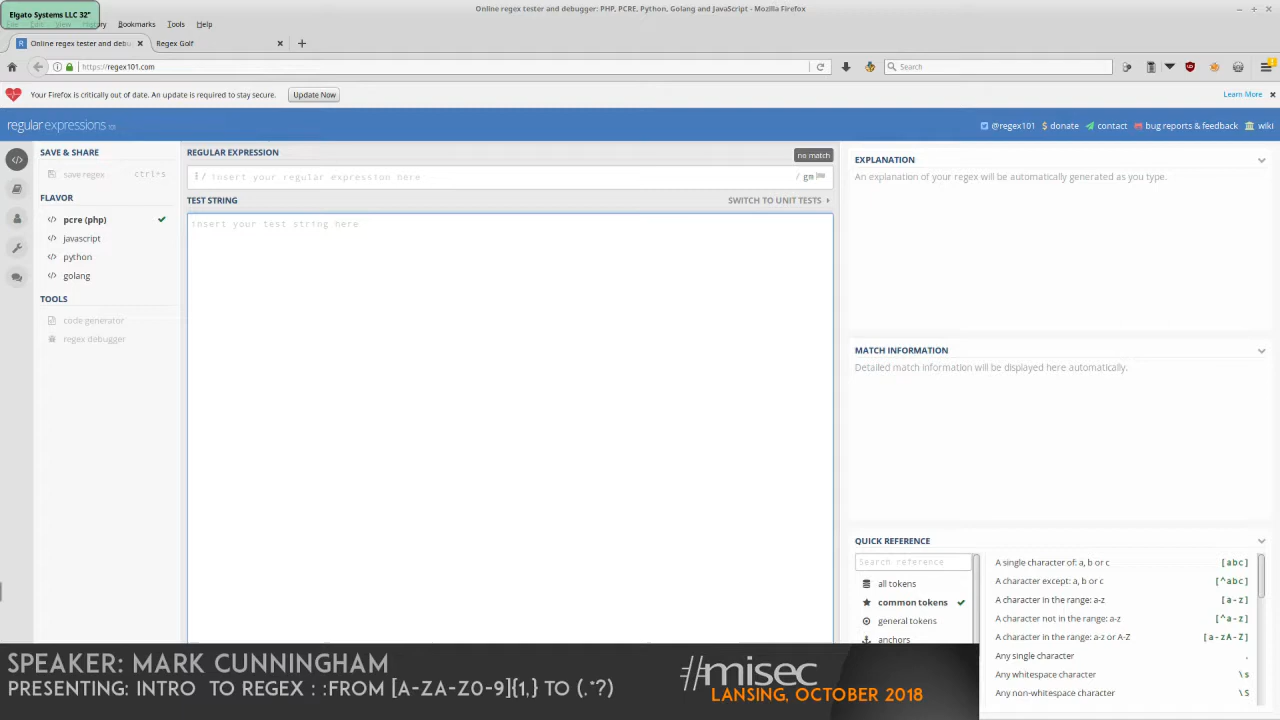 Online regex tester and debugger: PHP, PCRE, Python, Golang and JavaScript - Mozilla Firefox
Elgato Systems LLC 32"
File Edit View History Bookmarks Tools Help
Online regex tester and debu
Regex Golf
https://regex101.com
Search
Your Firefox is critically out of date. An update is required to stay secure.
Update Now
Learn More
regular expressions 101
@regex101
donate
contact
bug reports & feedback
wiki
SAVE & SHARE
save regex ctrl+s
FLAVOR
pcre (php)
javascript
python
golang
TOOLS
code generator
regex debugger
REGULAR EXPRESSION
no match
/ insert your regular expression here / gm
TEST STRING
SWITCH TO UNIT TESTS
insert your test string here
EXPLANATION
An explanation of your regex will be automatically generated as you type.
MATCH INFORMATION
Detailed match information will be displayed here automatically.
QUICK REFERENCE
Search reference
all tokens
common tokens
general tokens
anchors
A single character of: a, b or c [abc]
A character except: a, b or c [^abc]
A character in the range: a-z [a-z]
A character not in the range: a-z [^a-z]
A character in the range: a-z or A-Z [a-zA-Z]
Any single character .
Any whitespace character \s
Any non-whitespace character \S
SPEAKER: MARK CUNNINGHAM
PRESENTING: INTRO TO REGEX : :FROM [A-ZA-Z0-9]{1,} TO (.*?)
#misec
LANSING, OCTOBER 2018